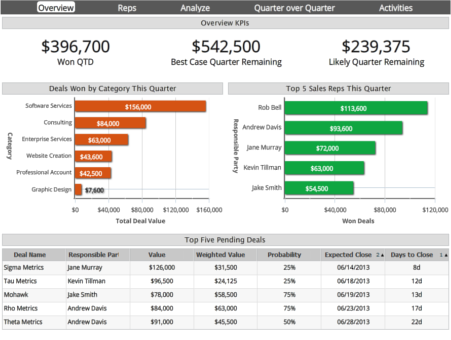 Overview Reps Analyze Quarter over Quarter Activities
Overview KPIs
$396,700 $542,500 $239,375
Won QTD Best Case Quarter Remaining Likely Quarter Remaining
Deals Won by Category This Quarter
Category
Software Services $156,000
Consulting $84,000
Enterprise Services $63,000
Website Creation $43,600
Professional Account $42,500
Graphic Design $7,600
$0 $40,000 $80,000 $120,000 $160,000
Total Deal Value
Top 5 Sales Reps This Quarter
Responsible Party
Rob Bell $113,600
Andrew Davis $93,600
Jane Murray $72,000
Kevin Tillman $63,000
Jake Smith $54,500
$0 $40,000 $80,000 $120,000
Won Deals
Top Five Pending Deals
Deal Name Responsible Par Value Weighted Value Probability Expected Close 2▲ Days to Close 1▲
Sigma Metrics Jane Murray $126,000 $31,500 25% 06/14/2013 8d
Tau Metrics Kevin Tillman $96,500 $24,125 25% 06/18/2013 12d
Mohawk Jake Smith $78,000 $58,500 75% 06/19/2013 13d
Rho Metrics Andrew Davis $84,000 $63,000 75% 06/23/2013 17d
Theta Metrics Andrew Davis $91,000 $45,500 50% 06/28/2013 22d